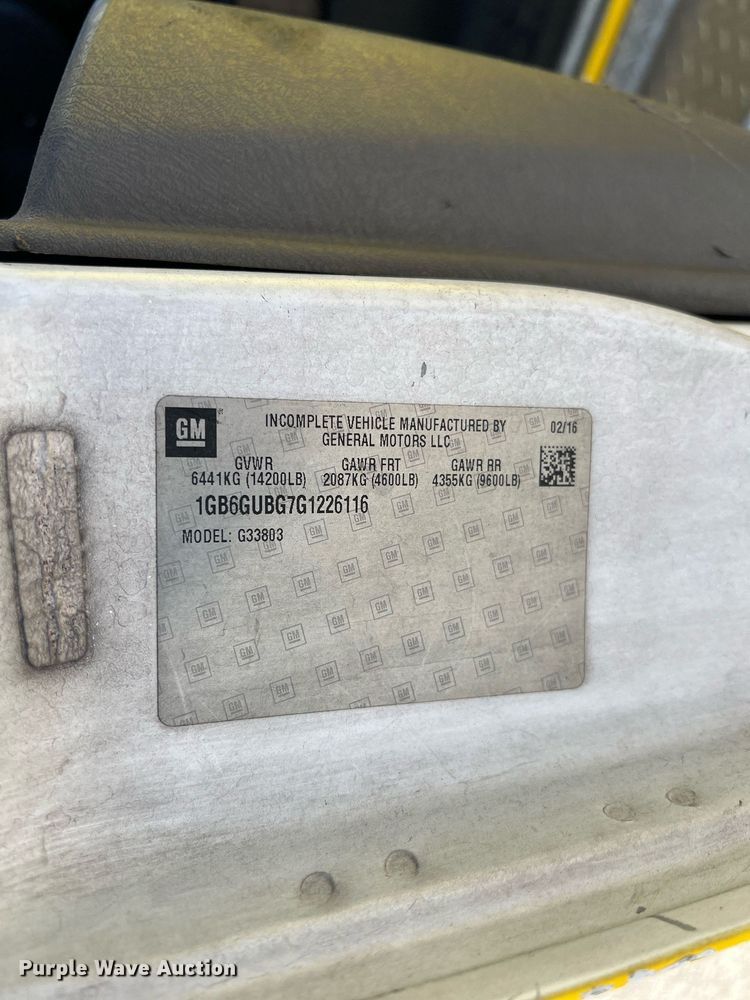 GM
INCOMPLETE VEHICLE MANUFACTURED BY
GENERAL MOTORS LLC
02/16
GVWR GAWR FRT GAWR RR
6441KG (14200LB) 2087KG (4600LB) 4355KG (9600LB)
1GB6GUBG7G1226116
MODEL: G33803
Purple Wave Auction